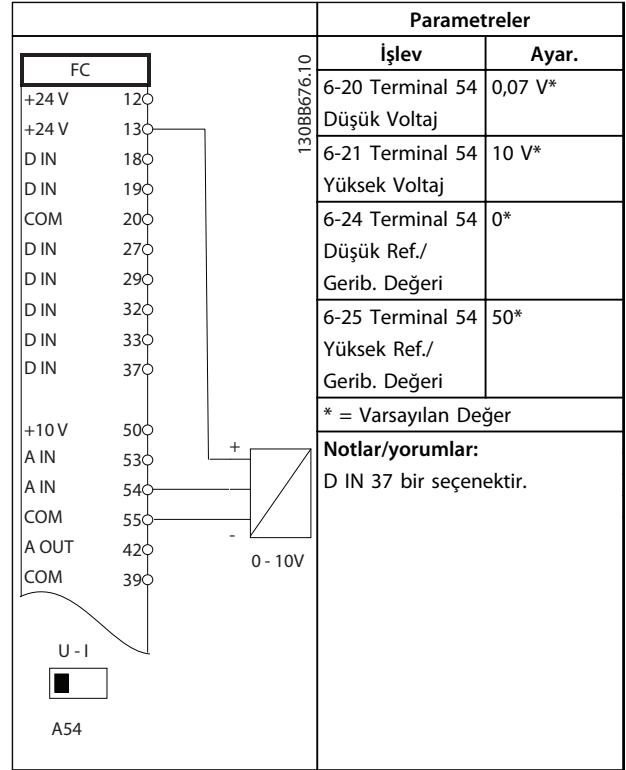 FC
+24 V 12
+24 V 13
D IN 18
D IN 19
COM 20
D IN 27
D IN 29
D IN 32
D IN 33
D IN 37
+10 V 50
A IN 53
A IN 54
COM 55
A OUT 42
COM 39
+
-
0 - 10V
U - I
A54
130BB676.10
Parametreler
İşlev Ayar.
6-20 Terminal 54 0,07 V*
Düşük Voltaj
6-21 Terminal 54 10 V*
Yüksek Voltaj
6-24 Terminal 54 0*
Düşük Ref./
Gerib. Değeri
6-25 Terminal 54 50*
Yüksek Ref./
Gerib. Değeri
* = Varsayılan Değer
Notlar/yorumlar:
D IN 37 bir seçenektir.